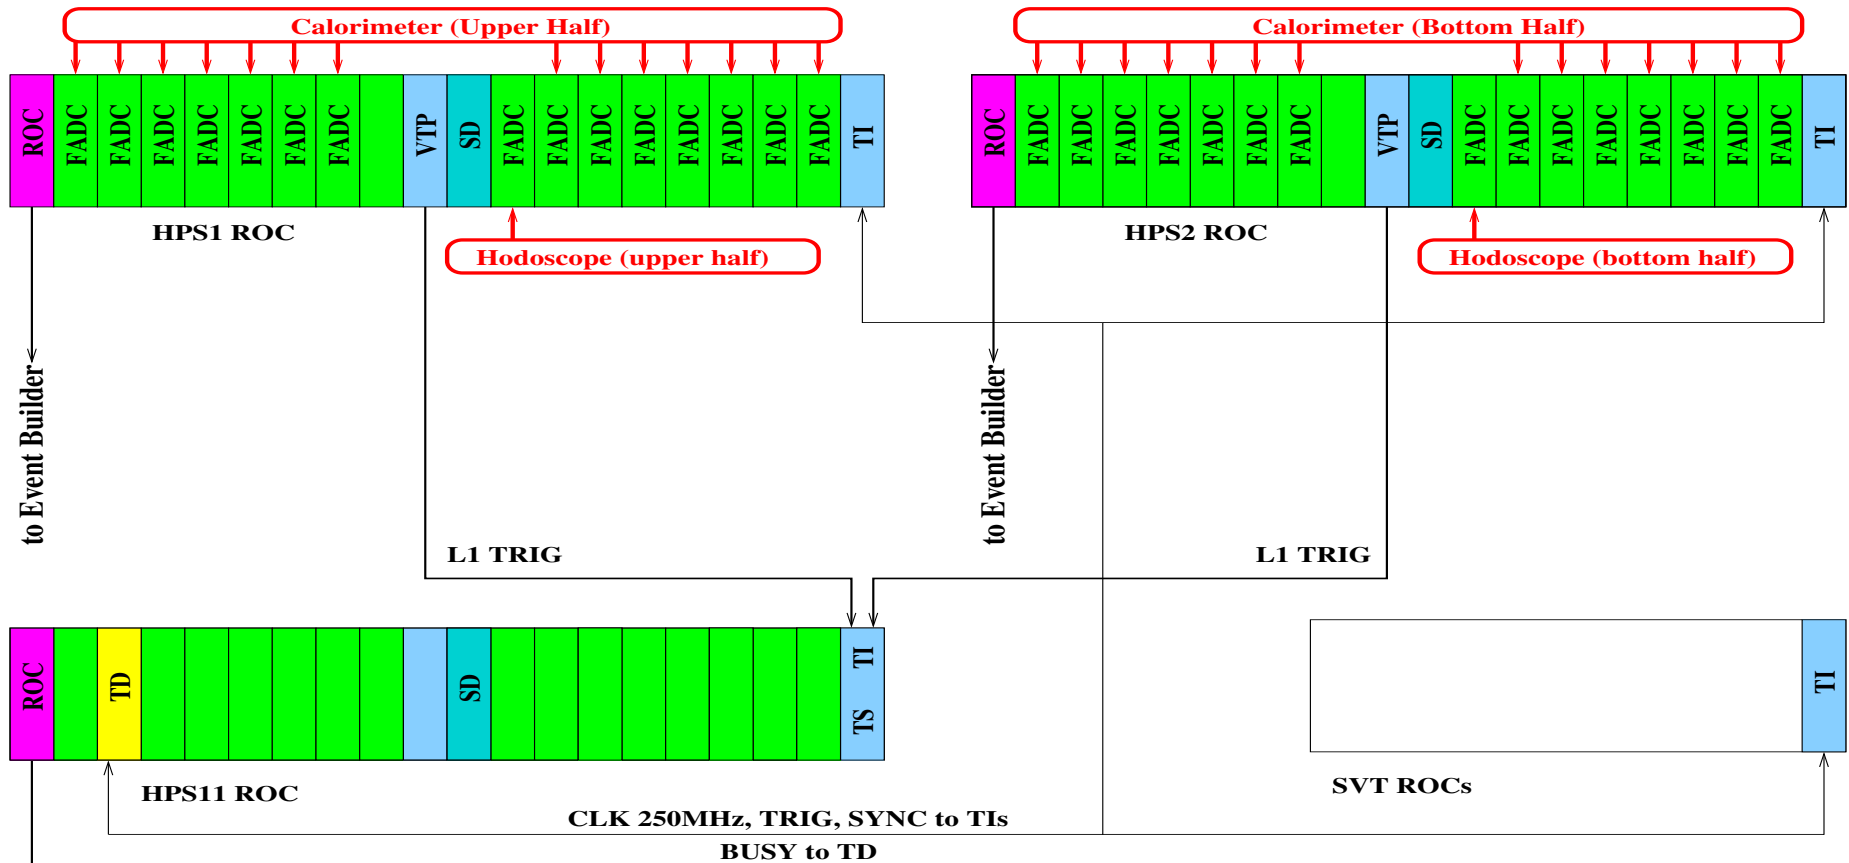 Calorimeter (Upper Half)
Calorimeter (Bottom Half)
ROC FADC FADC FADC FADC FADC FADC FADC VTP SD FADC FADC FADC FADC FADC FADC FADC FADC TI
ROC FADC FADC FADC FADC FADC FADC FADC VTP SD FADC FADC FADC FADC FADC FADC FADC FADC TI
HPS1 ROC
HPS2 ROC
Hodoscope (upper half)
Hodoscope (bottom half)
to Event Builder
to Event Builder
L1 TRIG
L1 TRIG
ROC TD SD TI TS
TI
HPS11 ROC
SVT ROCs
CLK 250MHz, TRIG, SYNC to TIs
BUSY to TD